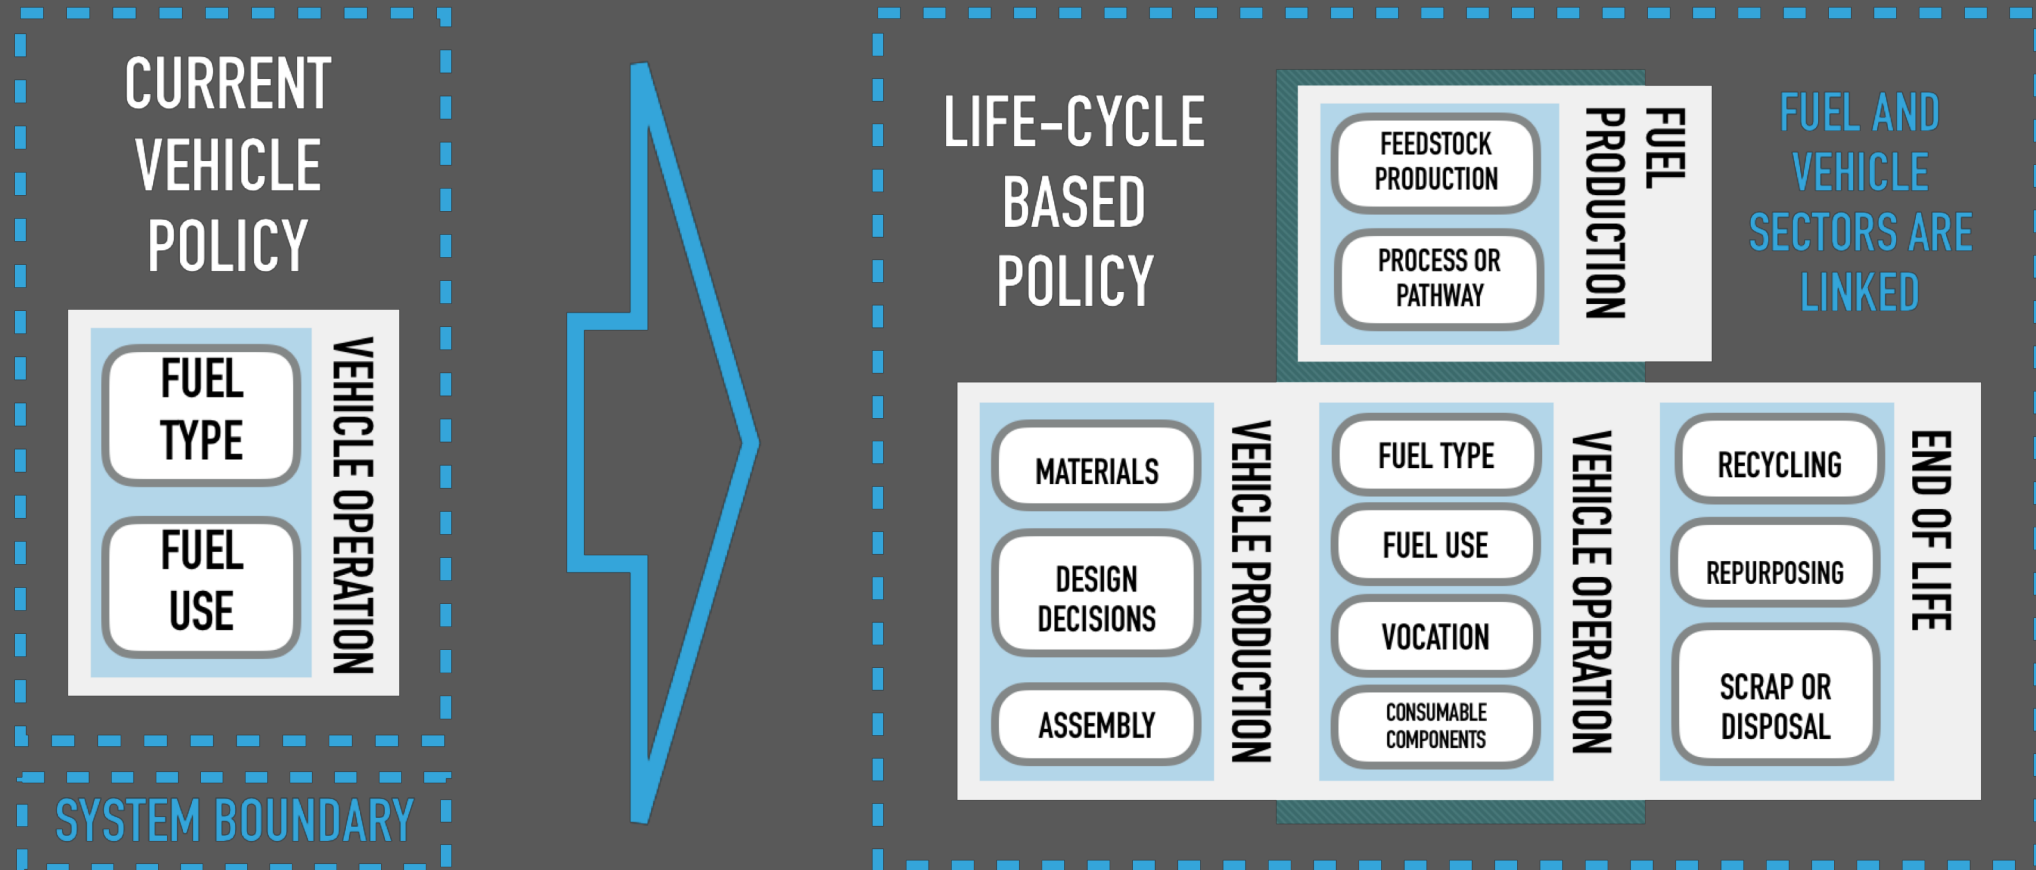 CURRENT
VEHICLE
POLICY
FUEL
TYPE
FUEL
USE
VEHICLE OPERATION
SYSTEM BOUNDARY
LIFE-CYCLE
BASED
POLICY
FEEDSTOCK
PRODUCTION
PROCESS OR
PATHWAY
FUEL
PRODUCTION
FUEL AND
VEHICLE
SECTORS ARE
LINKED
MATERIALS
DESIGN
DECISIONS
ASSEMBLY
VEHICLE PRODUCTION
FUEL TYPE
FUEL USE
VOCATION
CONSUMABLE
COMPONENTS
VEHICLE OPERATION
RECYCLING
REPURPOSING
SCRAP OR
DISPOSAL
END OF LIFE